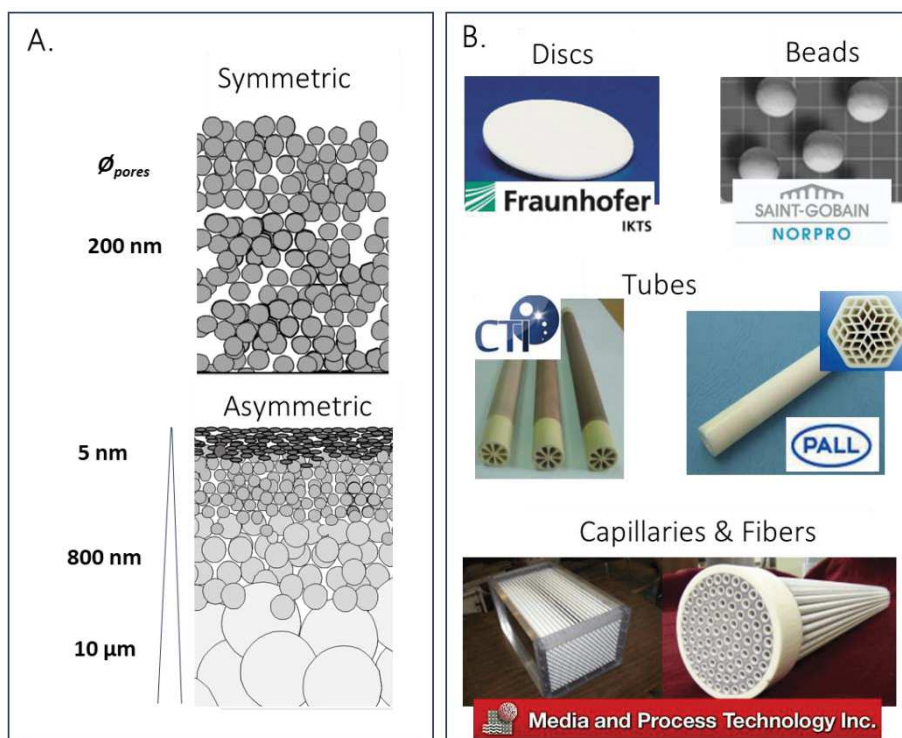 A.
Symmetric
Øpores
200 nm
Asymmetric
5 nm
800 nm
10 µm
B.
Discs
Beads
Fraunhofer
IKTS
SAINT-GOBAIN
NORPRO
Tubes
CTI
PALL
Capillaries & Fibers
Media and Process Technology Inc.